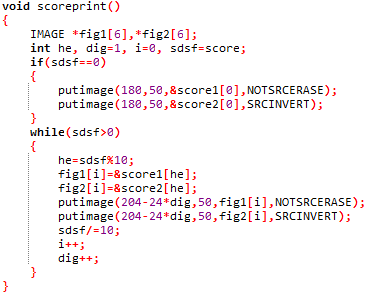 void scoreprint()
{
    IMAGE *fig1[6],*fig2[6];
    int he, dig=1, i=0, sdsf=score;
    if(sdsf==0)
    {
        putimage(180,50,&score1[0],NOTSRCERASE);
        putimage(180,50,&score2[0],SRCINVERT);
    }
    while(sdsf>0)
    {
        he=sdsf%10;
        fig1[i]=&score1[he];
        fig2[i]=&score2[he];
        putimage(204-24*dig,50,fig1[i],NOTSRCERASE);
        putimage(204-24*dig,50,fig2[i],SRCINVERT);
        sdsf/=10;
        i++;
        dig++;
    }
}